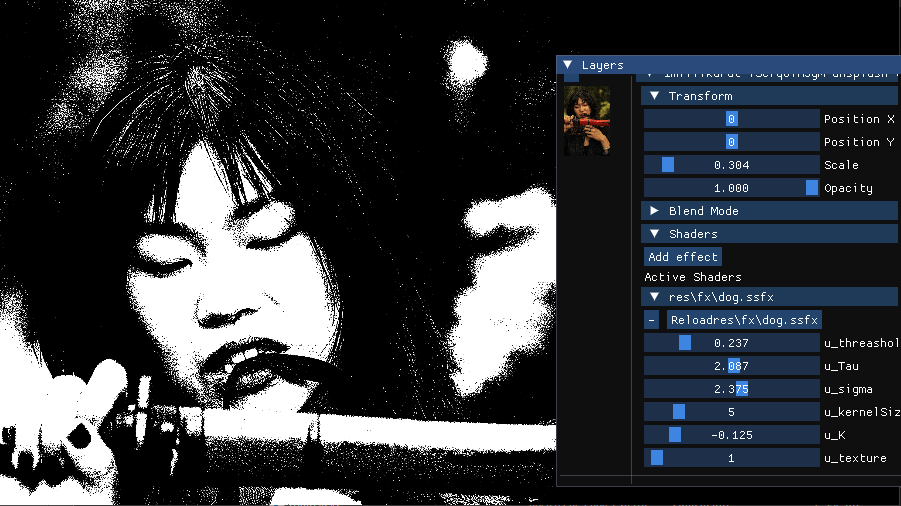 Layers
Transform
0 Position X
0 Position Y
0.304 Scale
1.000 Opacity
Blend Mode
Shaders
Add effect
Active Shaders
res\fx\dog.ssfx
- Reloadres\fx\dog.ssfx
0.237 u_threashol
2.087 u_Tau
2.375 u_sigma
5 u_kernelSiz
-0.125 u_K
1 u_texture